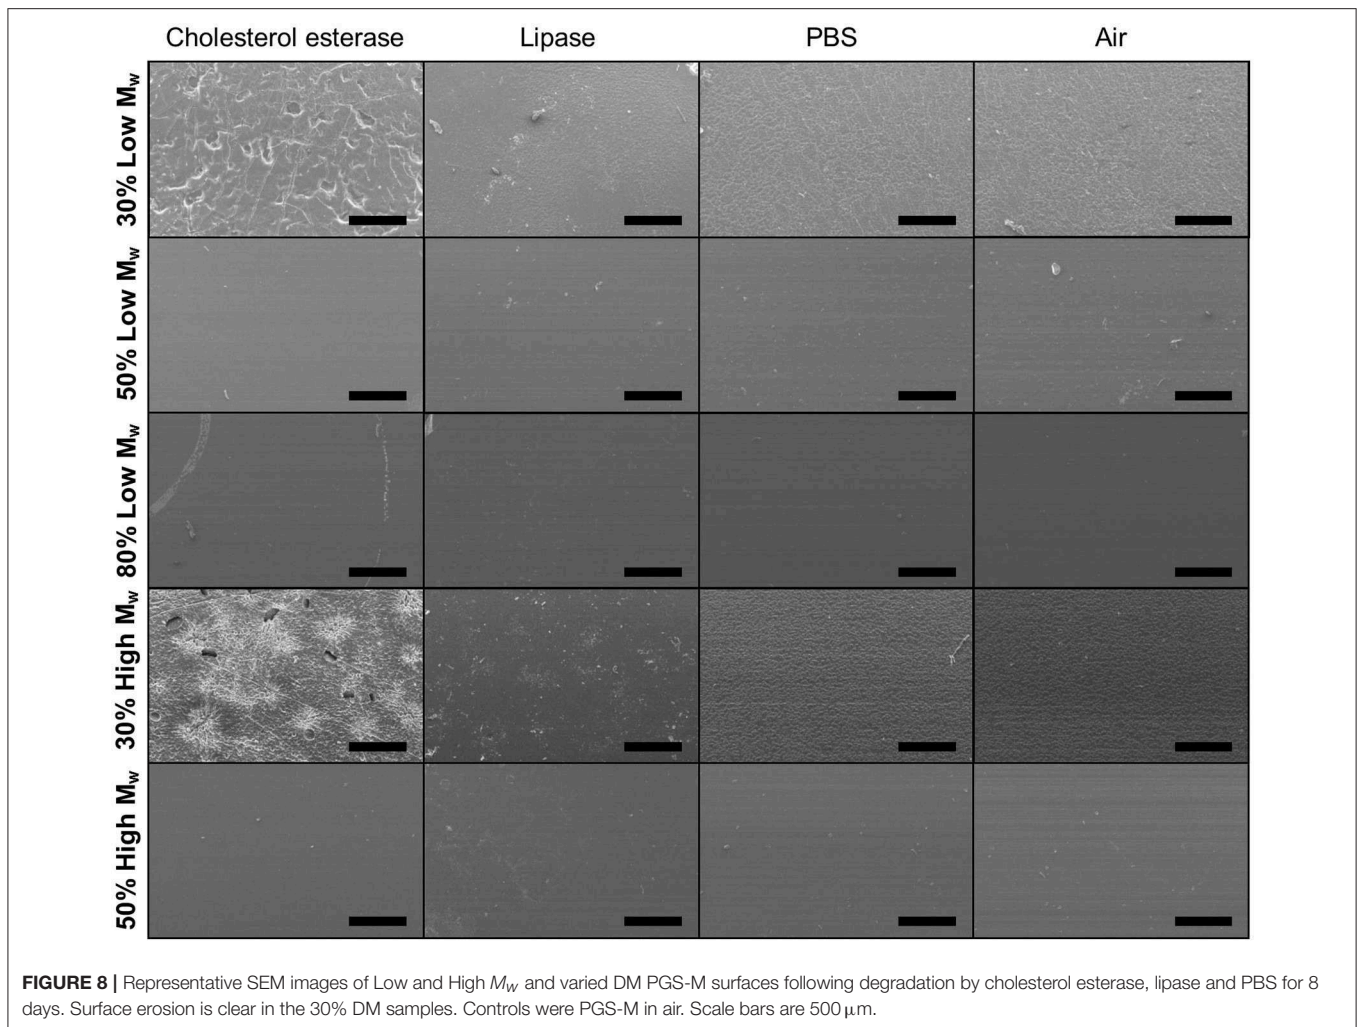 Cholesterol esterase Lipase PBS Air
30% Low Mw
50% Low Mw
80% Low Mw
30% High Mw
50% High Mw
FIGURE 8 | Representative SEM images of Low and High MW and varied DM PGS-M surfaces following degradation by cholesterol esterase, lipase and PBS for 8
days. Surface erosion is clear in the 30% DM samples. Controls were PGS-M in air. Scale bars are 500 μm.